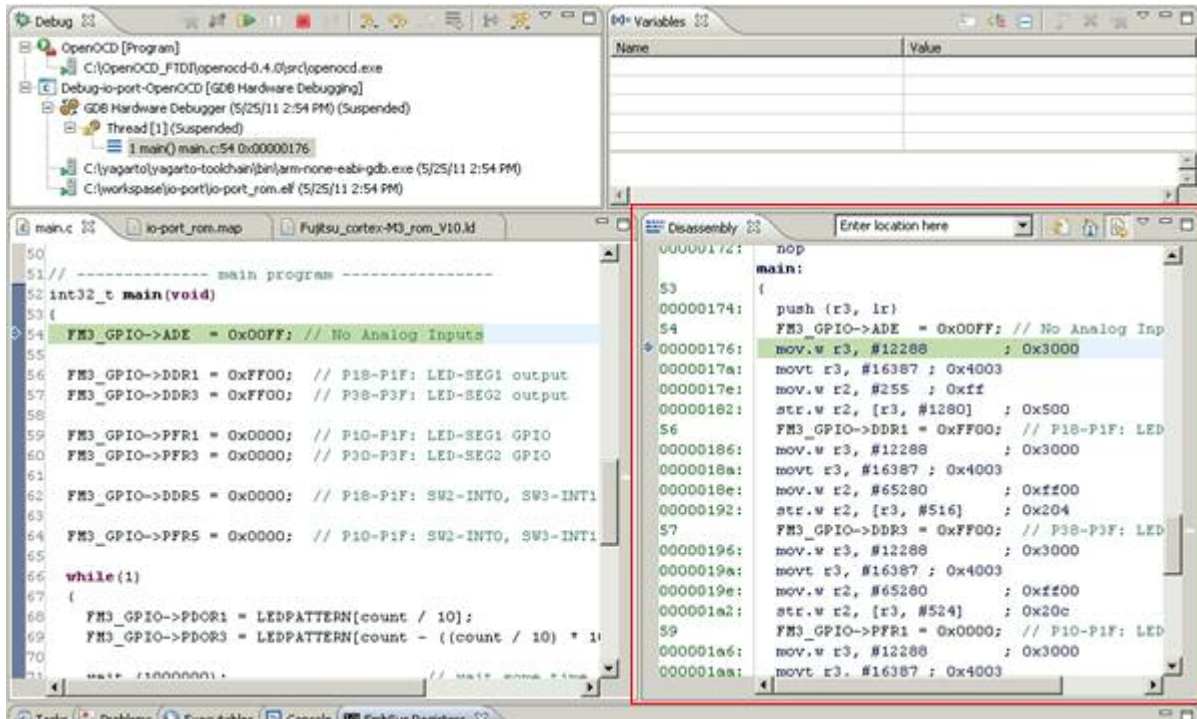 Debug
OpenOCD [Program]
C:\OpenOCD_FTDI\openocd-0.4.0\src\openocd.exe
Debug-io-port-OpenOCD [GDB Hardware Debugging]
GDB Hardware Debugger (5/25/11 2:54 PM) (Suspended)
Thread [1] (Suspended)
1 main() main.c:54 0x00000176
C:\yagarto\yagarto-toolchain\bin\arm-none-eabi-gdb.exe (5/25/11 2:54 PM)
C:\workspase\io-port\io-port_rom.elf (5/25/11 2:54 PM)
(x)= Variables
Name Value
main.c io-port_rom.map Fujitsu_cortex-M3_rom_V10.ld
50
51 // -------------- main program ----------------
52 int32_t main(void)
53 {
54 FM3_GPIO->ADE = 0x00FF; // No Analog Inputs
55
56 FM3_GPIO->DDR1 = 0xFF00; // P18-P1F: LED-SEG1 output
57 FM3_GPIO->DDR3 = 0xFF00; // P38-P3F: LED-SEG2 output
58
59 FM3_GPIO->PFR1 = 0x0000; // P10-P1F: LED-SEG1 GPIO
60 FM3_GPIO->PFR3 = 0x0000; // P30-P3F: LED-SEG2 GPIO
61
62 FM3_GPIO->DDR5 = 0x0000; // P18-P1F: SW2-INT0, SW3-INT1
63
64 FM3_GPIO->PFR5 = 0x0000; // P10-P1F: SW2-INT0, SW3-INT1
65
66 while(1)
67 {
68 FM3_GPIO->PDOR1 = LEDPATTERN[count / 10];
69 FM3_GPIO->PDOR3 = LEDPATTERN[count - ((count / 10) * 1
70
71 wait (1000000); // wait some time
Disassembly Enter location here
00000172: nop
main:
53 {
00000174: push {r3, lr}
54 FM3_GPIO->ADE = 0x00FF; // No Analog Inp
00000176: mov.w r3, #12288 ; 0x3000
0000017a: movt r3, #16387 ; 0x4003
0000017e: mov.w r2, #255 ; 0xff
00000182: str.w r2, [r3, #1280] ; 0x500
56 FM3_GPIO->DDR1 = 0xFF00; // P18-P1F: LED
00000186: mov.w r3, #12288 ; 0x3000
0000018a: movt r3, #16387 ; 0x4003
0000018e: mov.w r2, #65280 ; 0xff00
00000192: str.w r2, [r3, #516] ; 0x204
57 FM3_GPIO->DDR3 = 0xFF00; // P38-P3F: LED
00000196: mov.w r3, #12288 ; 0x3000
0000019a: movt r3, #16387 ; 0x4003
0000019e: mov.w r2, #65280 ; 0xff00
000001a2: str.w r2, [r3, #524] ; 0x20c
59 FM3_GPIO->PFR1 = 0x0000; // P10-P1F: LED
000001a6: mov.w r3, #12288 ; 0x3000
000001aa: movt r3, #16387 ; 0x4003
Tasks Problems Executables Console EmbSys Registers